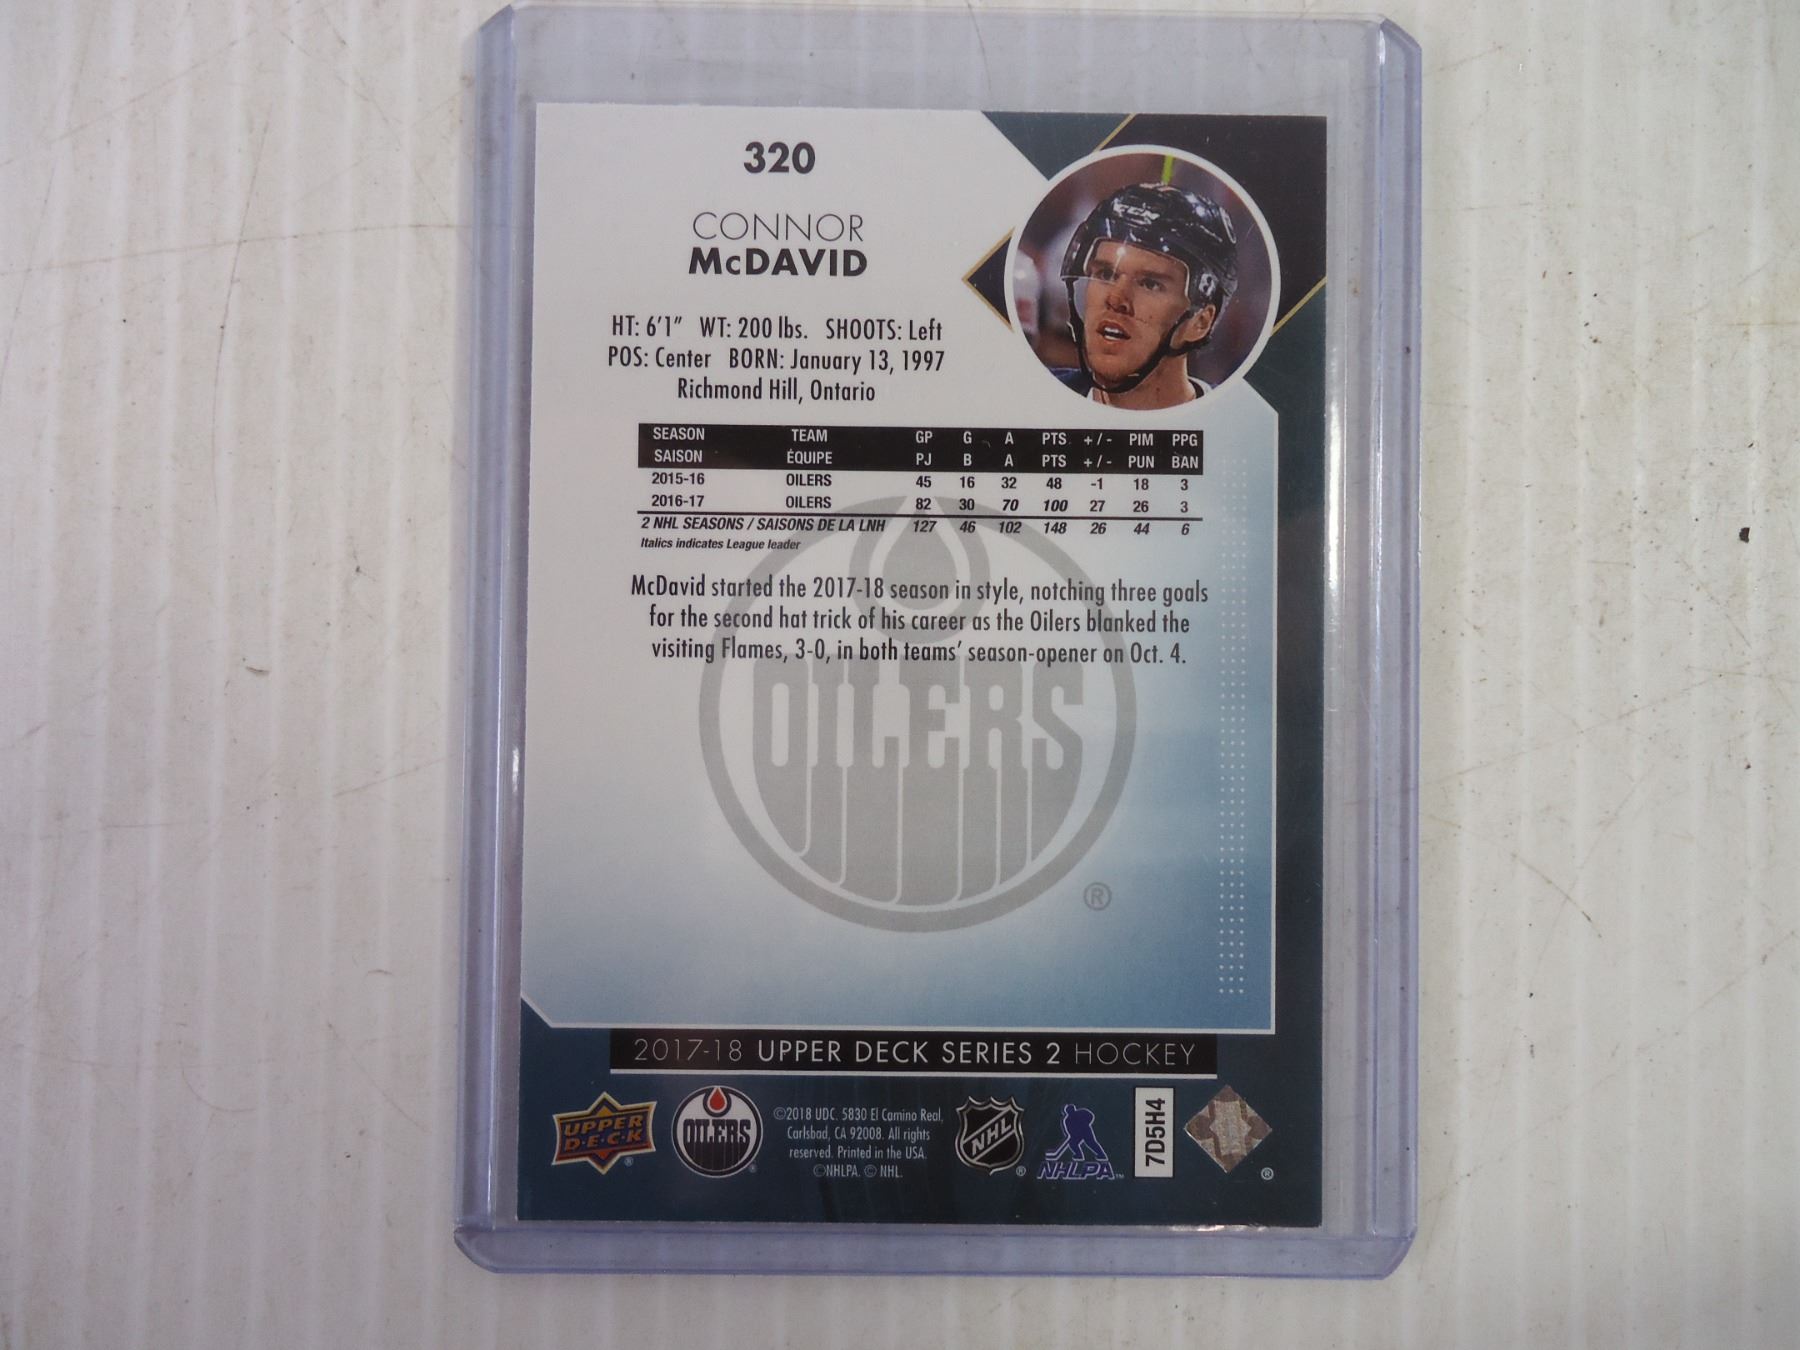 320
CONNOR
McDAVID
HT: 6'1" WT: 200 lbs. SHOOTS: Left
POS: Center BORN: January 13, 1997
Richmond Hill, Ontario
CCM
SEASON TEAM GP G A PTS +/- PIM PPG
SAISON ÉQUIPE PJ B A PTS +/- PUN BAN
2015-16 OILERS 45 16 32 48 -1 18 3
2016-17 OILERS 82 30 70 100 27 26 3
2 NHL SEASONS / SAISONS DE LA LNH 127 46 102 148 26 44 6
Italics indicates League leader
McDavid started the 2017-18 season in style, notching three goals
for the second hat trick of his career as the Oilers blanked the
visiting Flames, 3-0, in both teams' season-opener on Oct. 4.
OILERS
®
2017-18 UPPER DECK SERIES 2 HOCKEY
UPPER
D·E·C·K
®
OILERS
®
©2018 UDC. 5830 El Camino Real,
Carlsbad, CA 92008. All rights
reserved. Printed in the USA.
©NHLPA. © NHL.
NHL
®
NHLPA™
7D5H4
®